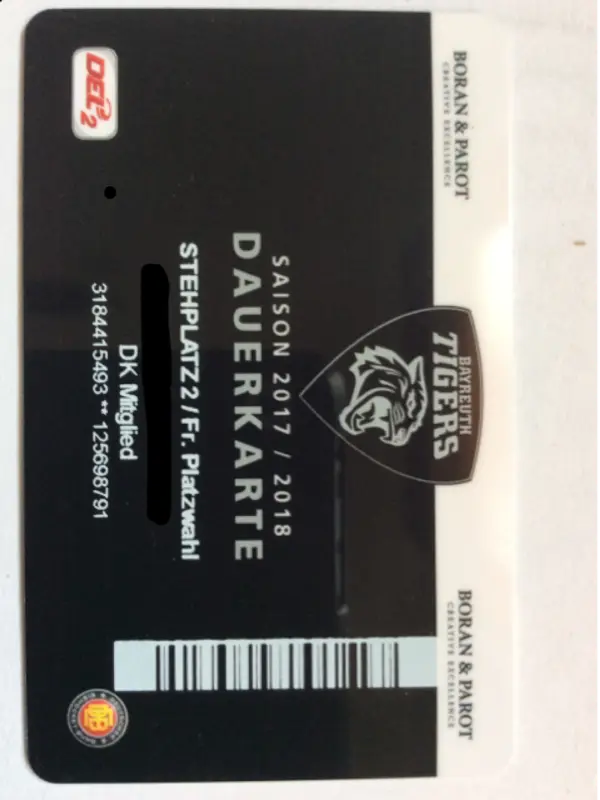 BORAN & PAROT
CREATIVE EXCELLENCE
BORAN & PAROT
CREATIVE EXCELLENCE
BAYREUTH
TIGERS
SAISON 2017 / 2018
DAUERKARTE
STEHPLATZ 2 / Fr. Platzwahl
DK Mitglied
3184415493 ** 125698791
DEL2